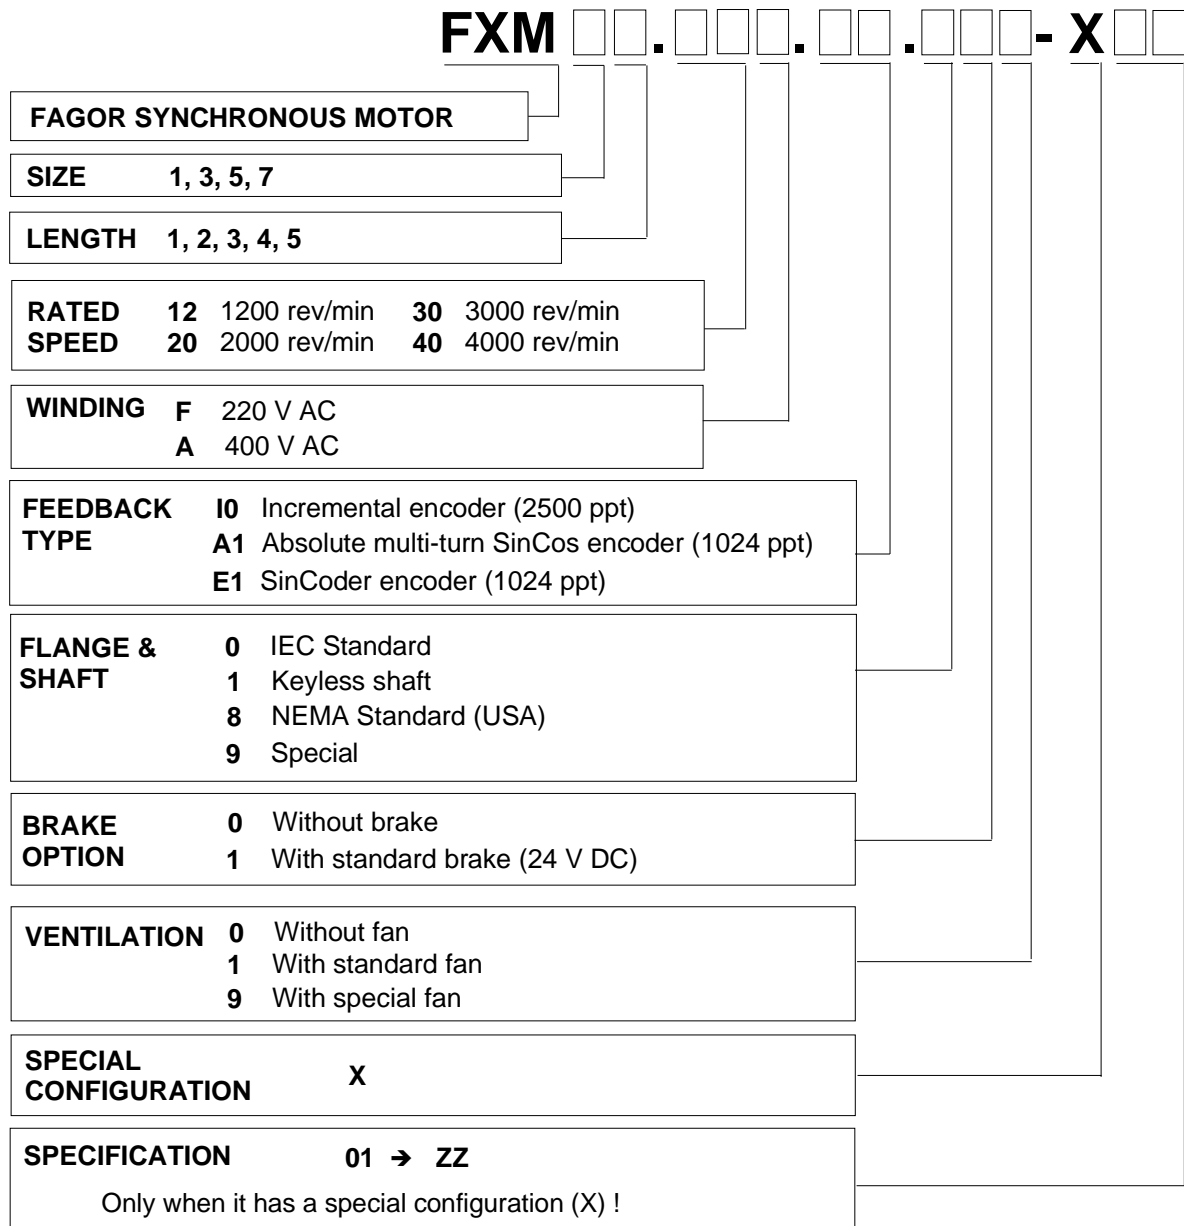 FXM . . . - X
FAGOR SYNCHRONOUS MOTOR
SIZE 1, 3, 5, 7
LENGTH 1, 2, 3, 4, 5
RATED 12 1200 rev/min 30 3000 rev/min
SPEED 20 2000 rev/min 40 4000 rev/min
WINDING F 220 V AC
A 400 V AC
FEEDBACK I0 Incremental encoder (2500 ppt)
TYPE A1 Absolute multi-turn SinCos encoder (1024 ppt)
E1 SinCoder encoder (1024 ppt)
FLANGE & 0 IEC Standard
SHAFT 1 Keyless shaft
8 NEMA Standard (USA)
9 Special
BRAKE 0 Without brake
OPTION 1 With standard brake (24 V DC)
VENTILATION 0 Without fan
1 With standard fan
9 With special fan
SPECIAL
CONFIGURATION X
SPECIFICATION 01 ➔ ZZ
Only when it has a special configuration (X) !